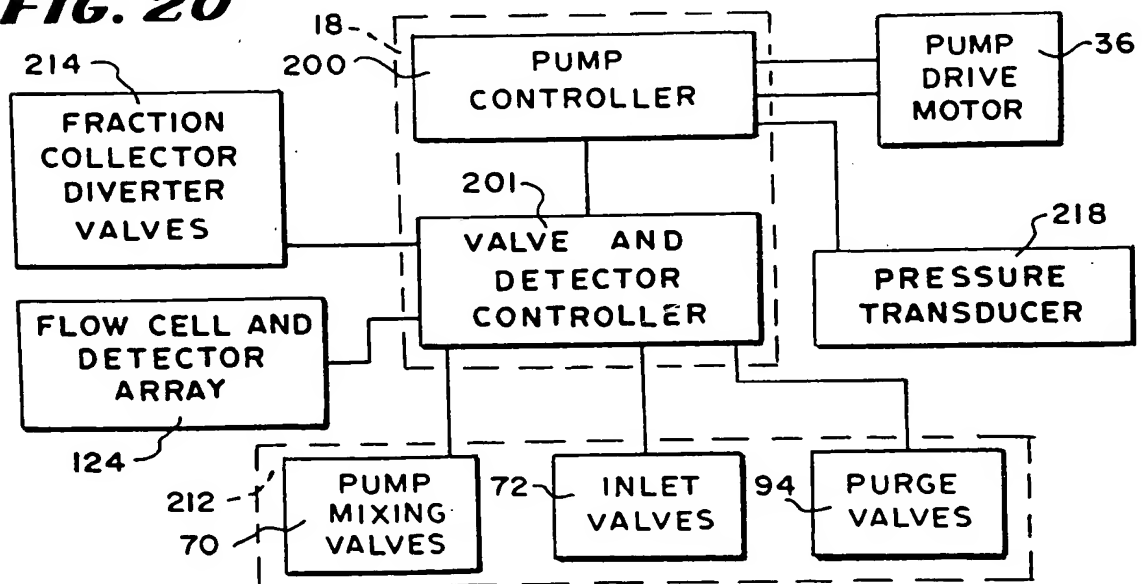 FIG. 20
18
200
PUMP
CONTROLLER
PUMP
DRIVE
MOTOR
36
214
FRACTION
COLLECTOR
DIVERTER
VALVES
201
VALVE AND
DETECTOR
CONTROLLER
218
PRESSURE
TRANSDUCER
FLOW CELL AND
DETECTOR
ARRAY
124
212
70
PUMP
MIXING
VALVES
72
INLET
VALVES
94
PURGE
VALVES